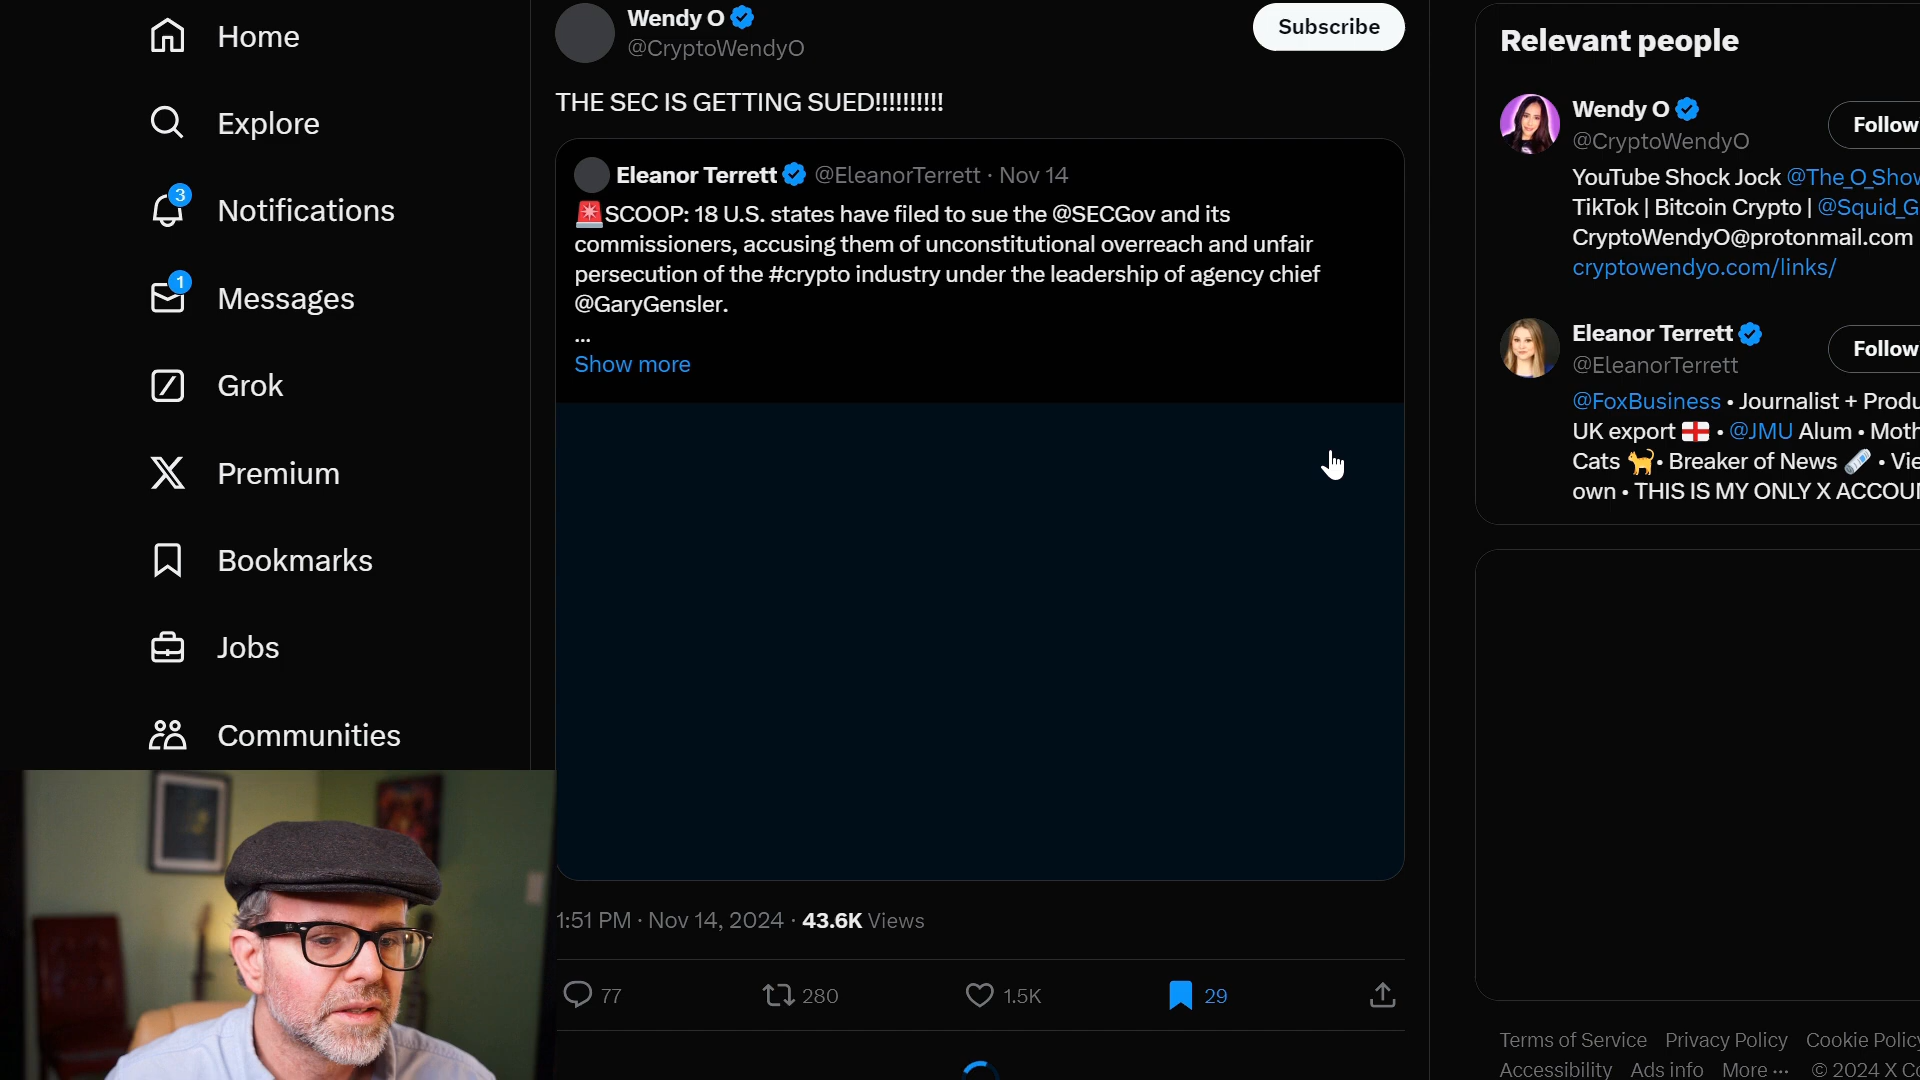 Home
Explore
3
Notifications
1
Messages
Grok
Premium
Bookmarks
Jobs
Communities
Wendy O
@CryptoWendyO
Subscribe
THE SEC IS GETTING SUED!!!!!!!!!!
Eleanor Terrett @EleanorTerrett · Nov 14
🚨SCOOP: 18 U.S. states have filed to sue the @SECGov and its
commissioners, accusing them of unconstitutional overreach and unfair
persecution of the #crypto industry under the leadership of agency chief
@GaryGensler.
...
Show more
1:51 PM · Nov 14, 2024 · 43.6K Views
77 280 1.5K 29
Relevant people
Wendy O
@CryptoWendyO
Follow
YouTube Shock Jock @The_O_Show
TikTok | Bitcoin Crypto | @Squid_G
CryptoWendyO@protonmail.com
cryptowendyo.com/links/
Eleanor Terrett
@EleanorTerrett
Follow
@FoxBusiness • Journalist + Produ
UK export 🏴󠁧󠁢󠁥󠁮󠁧󠁿 • @JMU Alum • Moth
Cats 🐈 • Breaker of News 🗞️ • Vie
own • THIS IS MY ONLY X ACCOUN
Terms of Service Privacy Policy Cookie Policy
Accessibility Ads info More ··· © 2024 X Co